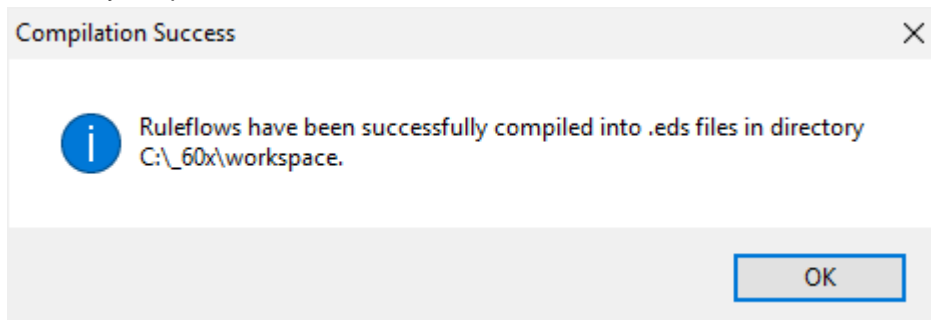 Compilation Success
Ruleflows have been successfully compiled into .eds files in directory
C:\_60x\workspace.
OK